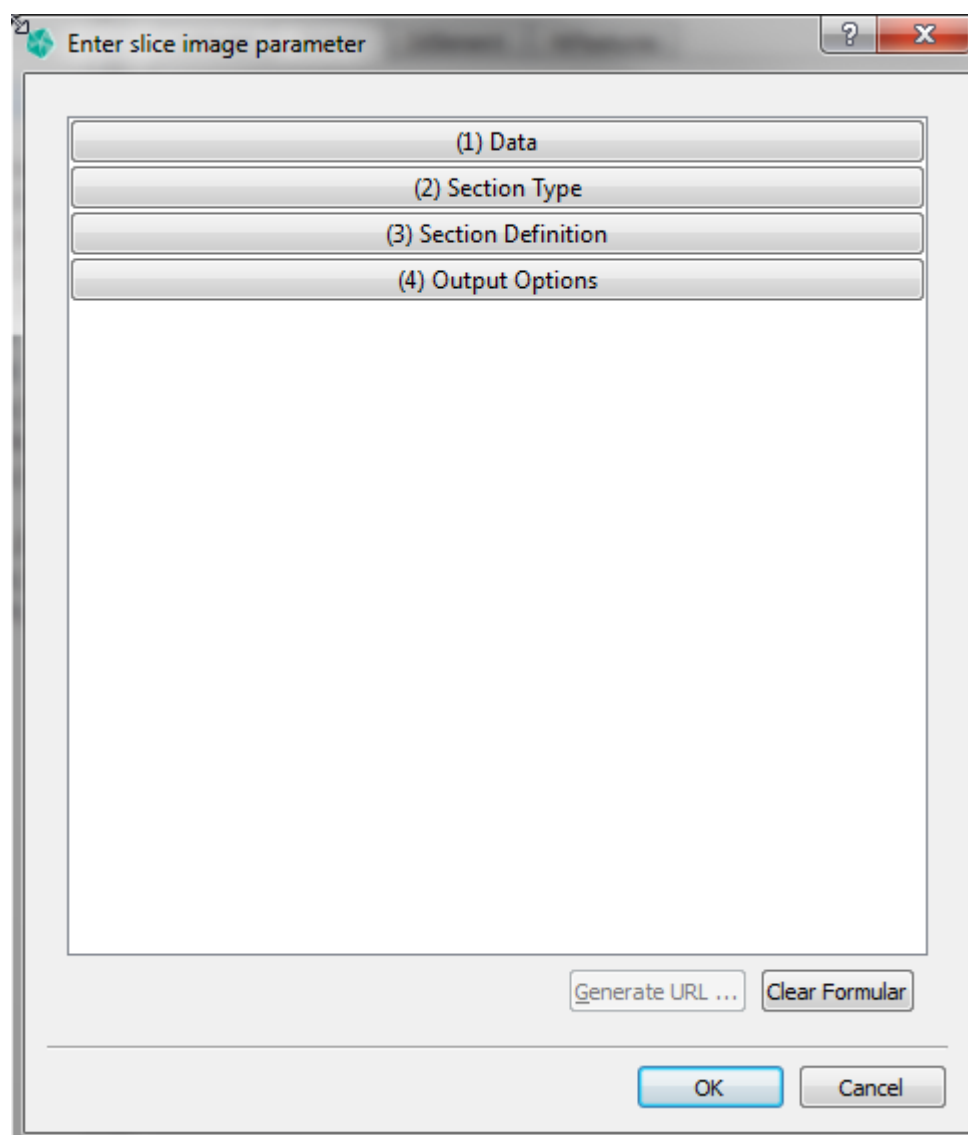 Enter slice image parameter
(1) Data
(2) Section Type
(3) Section Definition
(4) Output Options
Generate URL ... Clear Formular
OK Cancel